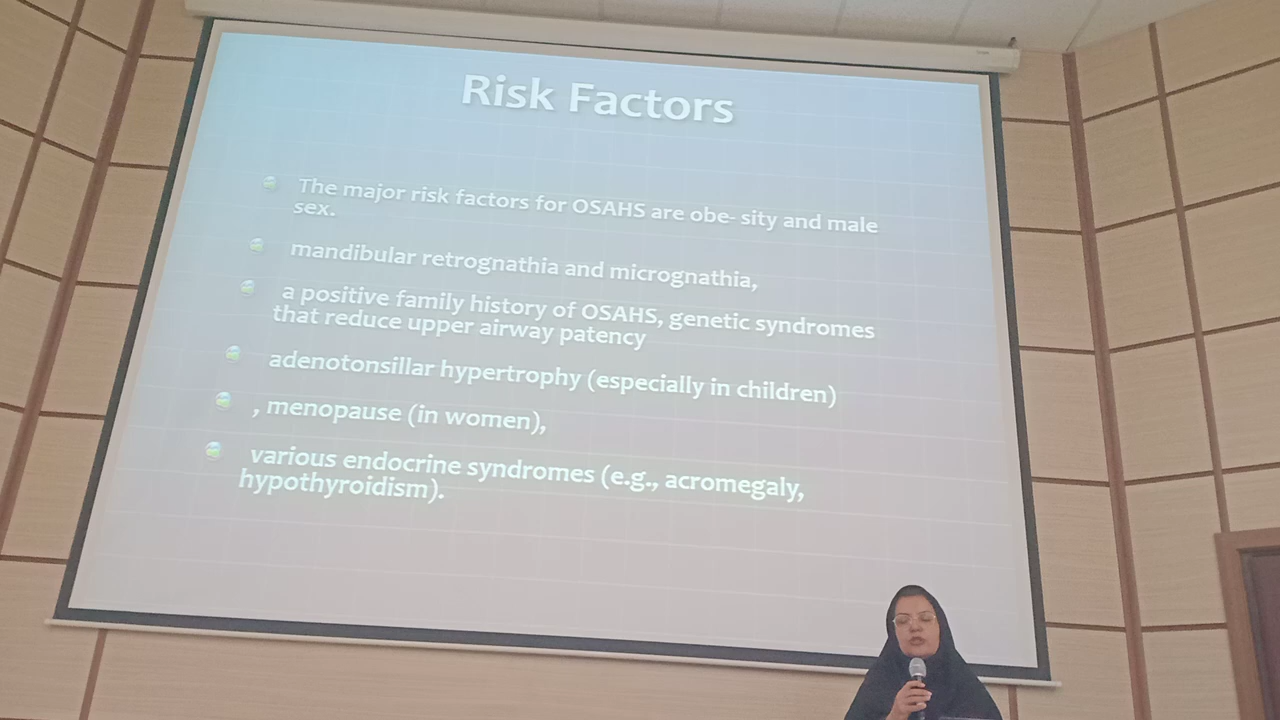 Risk Factors
The major risk factors for OSAHS are obe- sity and male
sex.
mandibular retrognathia and micrognathia,
a positive family history of OSAHS, genetic syndromes
that reduce upper airway patency
adenotonsillar hypertrophy (especially in children)
, menopause (in women),
various endocrine syndromes (e.g., acromegaly,
hypothyroidism).